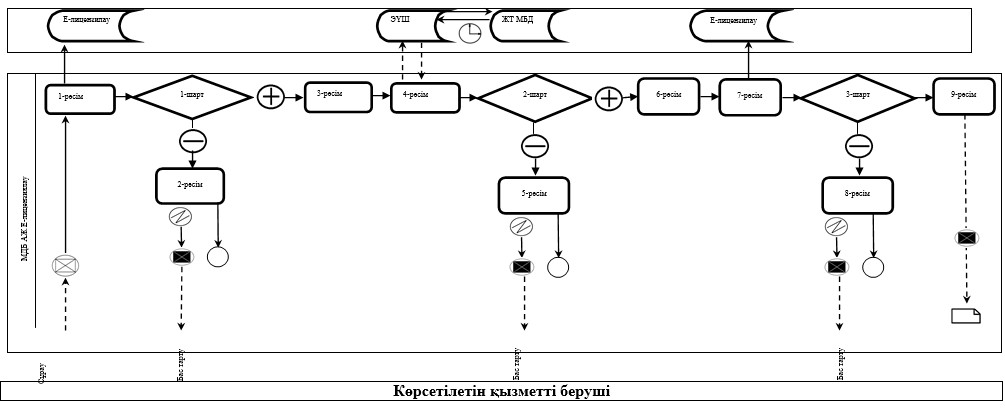 Е-лицензиялау
ЭҮШ
ЖТ МБД
Е-лицензиялау
1-рәсім
1-шарт
3-рәсім
4-рәсім
2-шарт
6-рәсім
7-рәсім
3-шарт
9-рәсім
2-рәсім
5-рәсім
8-рәсім
МДБ АЖ Е-лицензиялау
Сұрау
Бас тарту
Бас тарту
Бас тарту
Көрсетілетін қызметті беруші